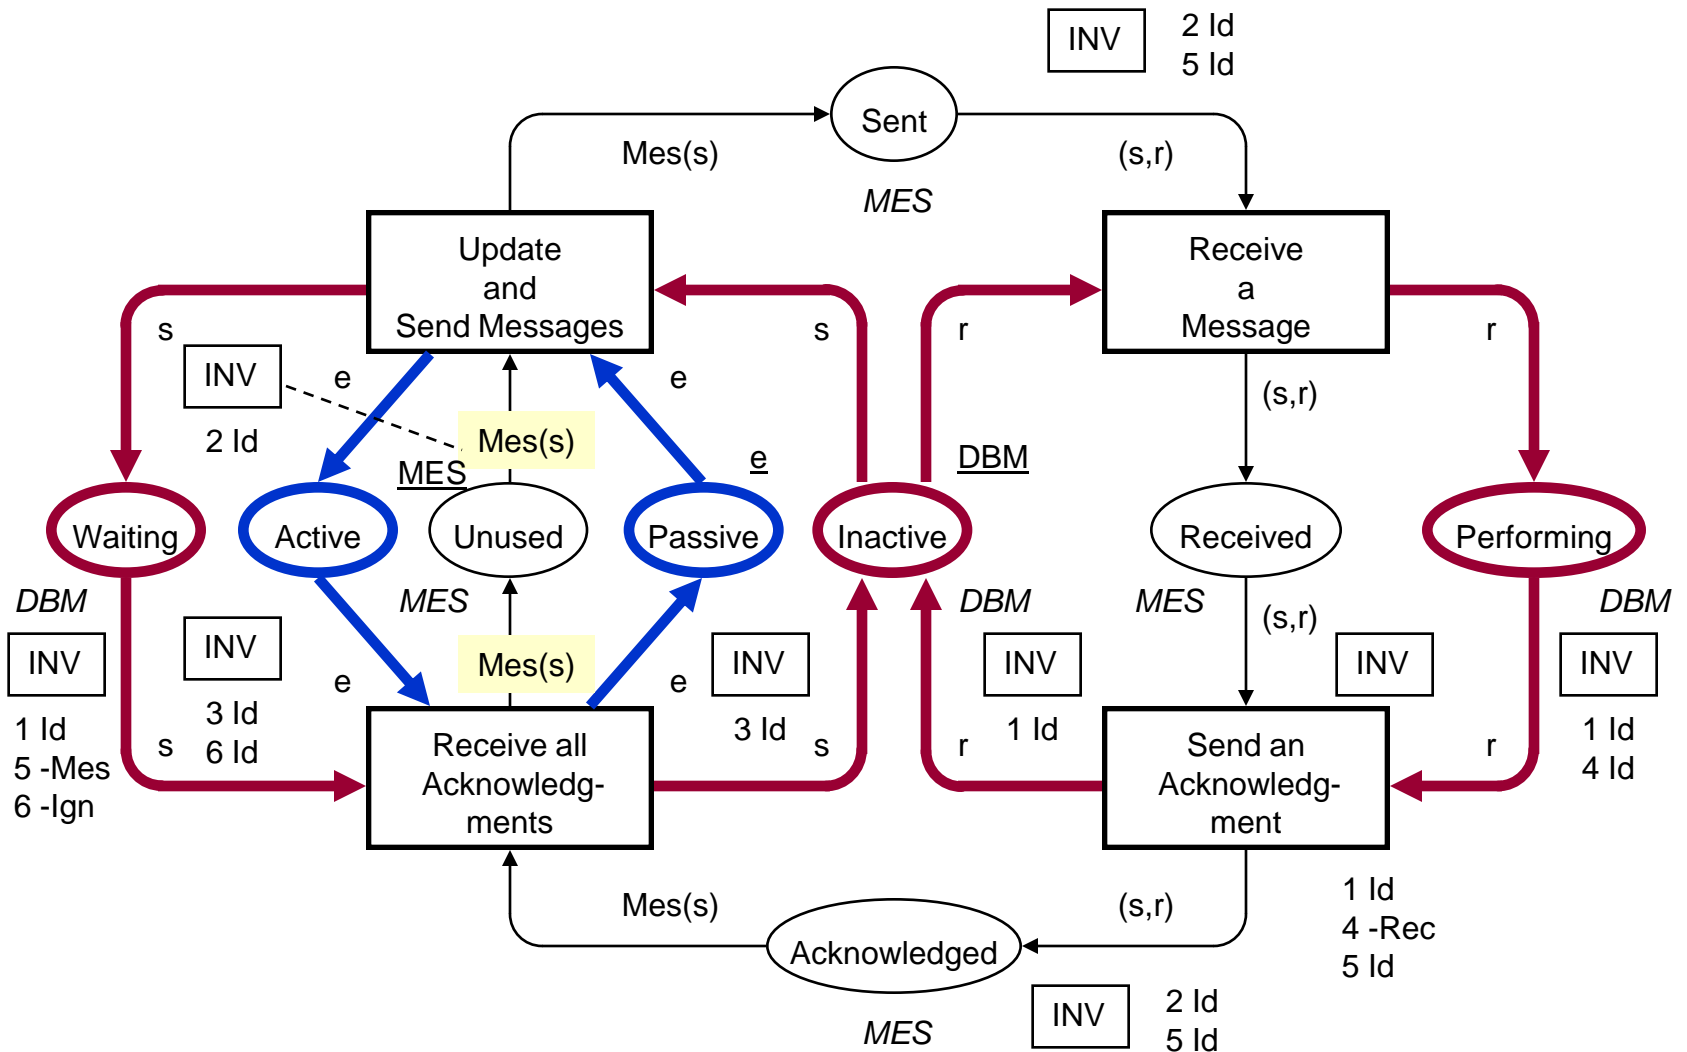 INV
2 Id
5 Id
Sent
Mes(s)
(s,r)
MES
Update
and
Send Messages
Receive
a
Message
s
s
r
r
INV
2 Id
e
e
(s,r)
Mes(s)
MES
e
DBM
Waiting
Active
Unused
Passive
Inactive
Received
Performing
DBM
MES
DBM
MES
DBM
(s,r)
INV
1 Id
5 -Mes
6 -Ign
INV
3 Id
6 Id
Mes(s)
e
e
INV
3 Id
INV
1 Id
INV
INV
1 Id
4 Id
s
s
r
r
Receive all
Acknowledg-
ments
Send an
Acknowledg-
ment
1 Id
4 -Rec
5 Id
Mes(s)
(s,r)
Acknowledged
MES
INV
2 Id
5 Id